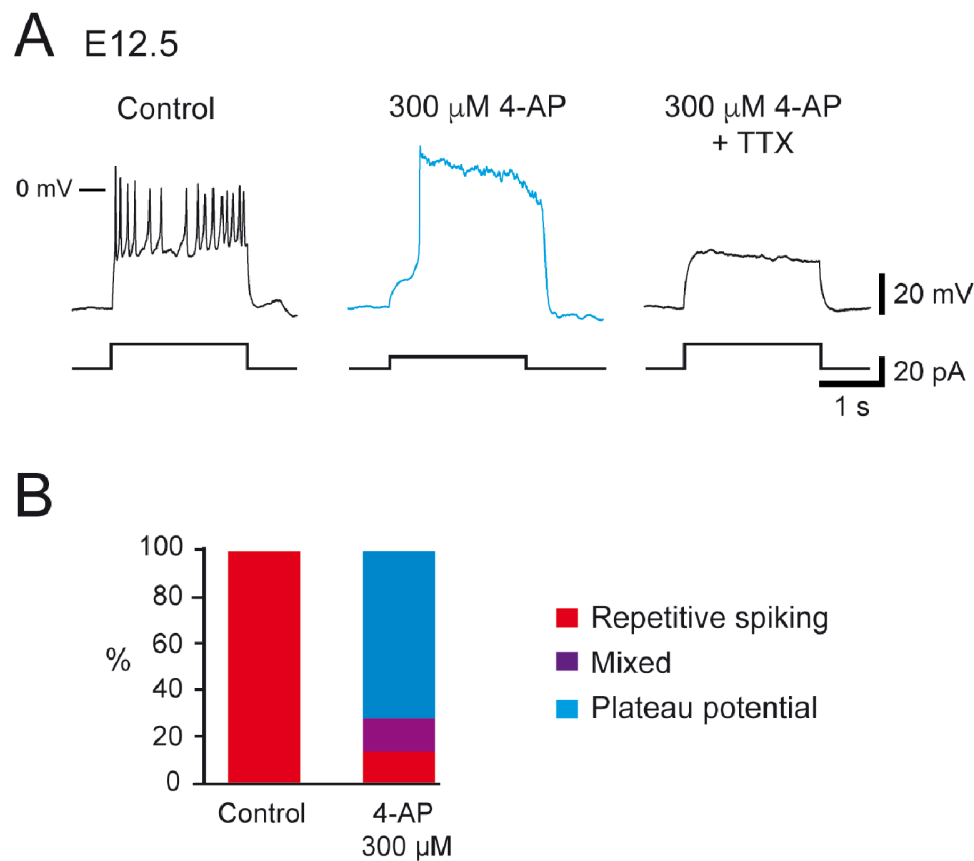 A E12.5
Control
300 µM 4-AP
300 µM 4-AP
+ TTX
0 mV
20 mV
20 pA
1 s
B
100
80
60
40
20
0
%
Control
4-AP
300 µM
Repetitive spiking
Mixed
Plateau potential